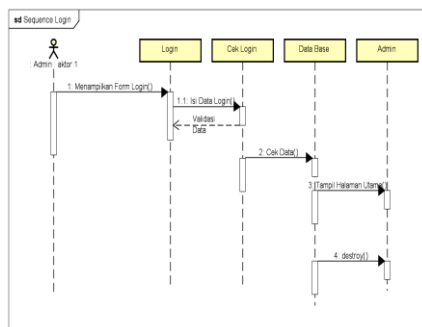 sd Sequence Login
Login
Cek Login
Data Base
Admin
: Admin aktor 1
1: Menampilkan Form Login()
1.1: Isi Data Login()
Validasi
Data
2: Cek Data()
3: Tampil Halaman Utama()
4: destroy()